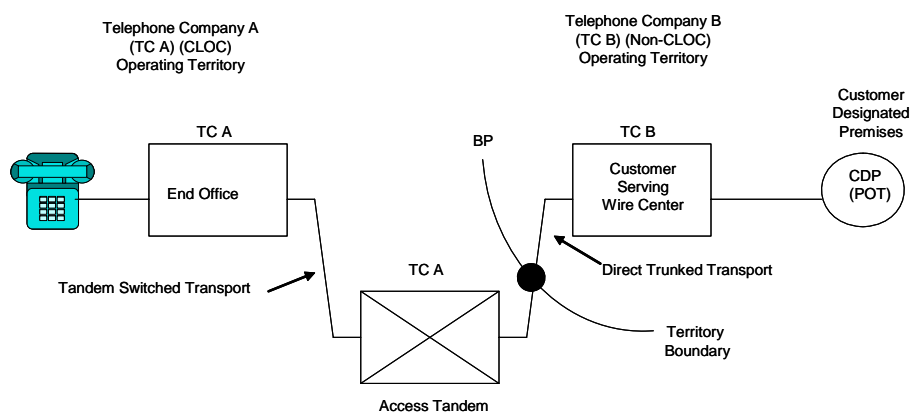 Telephone Company A
(TC A) (CLOC)
Operating Territory
Telephone Company B
(TC B) (Non-CLOC)
Operating Territory
Customer
Designated
Premises
TC A
BP
TC B
End Office
Customer
Serving
Wire Center
CDP
(POT)
Tandem Switched Transport
TC A
Direct Trunked Transport
Territory
Boundary
Access Tandem